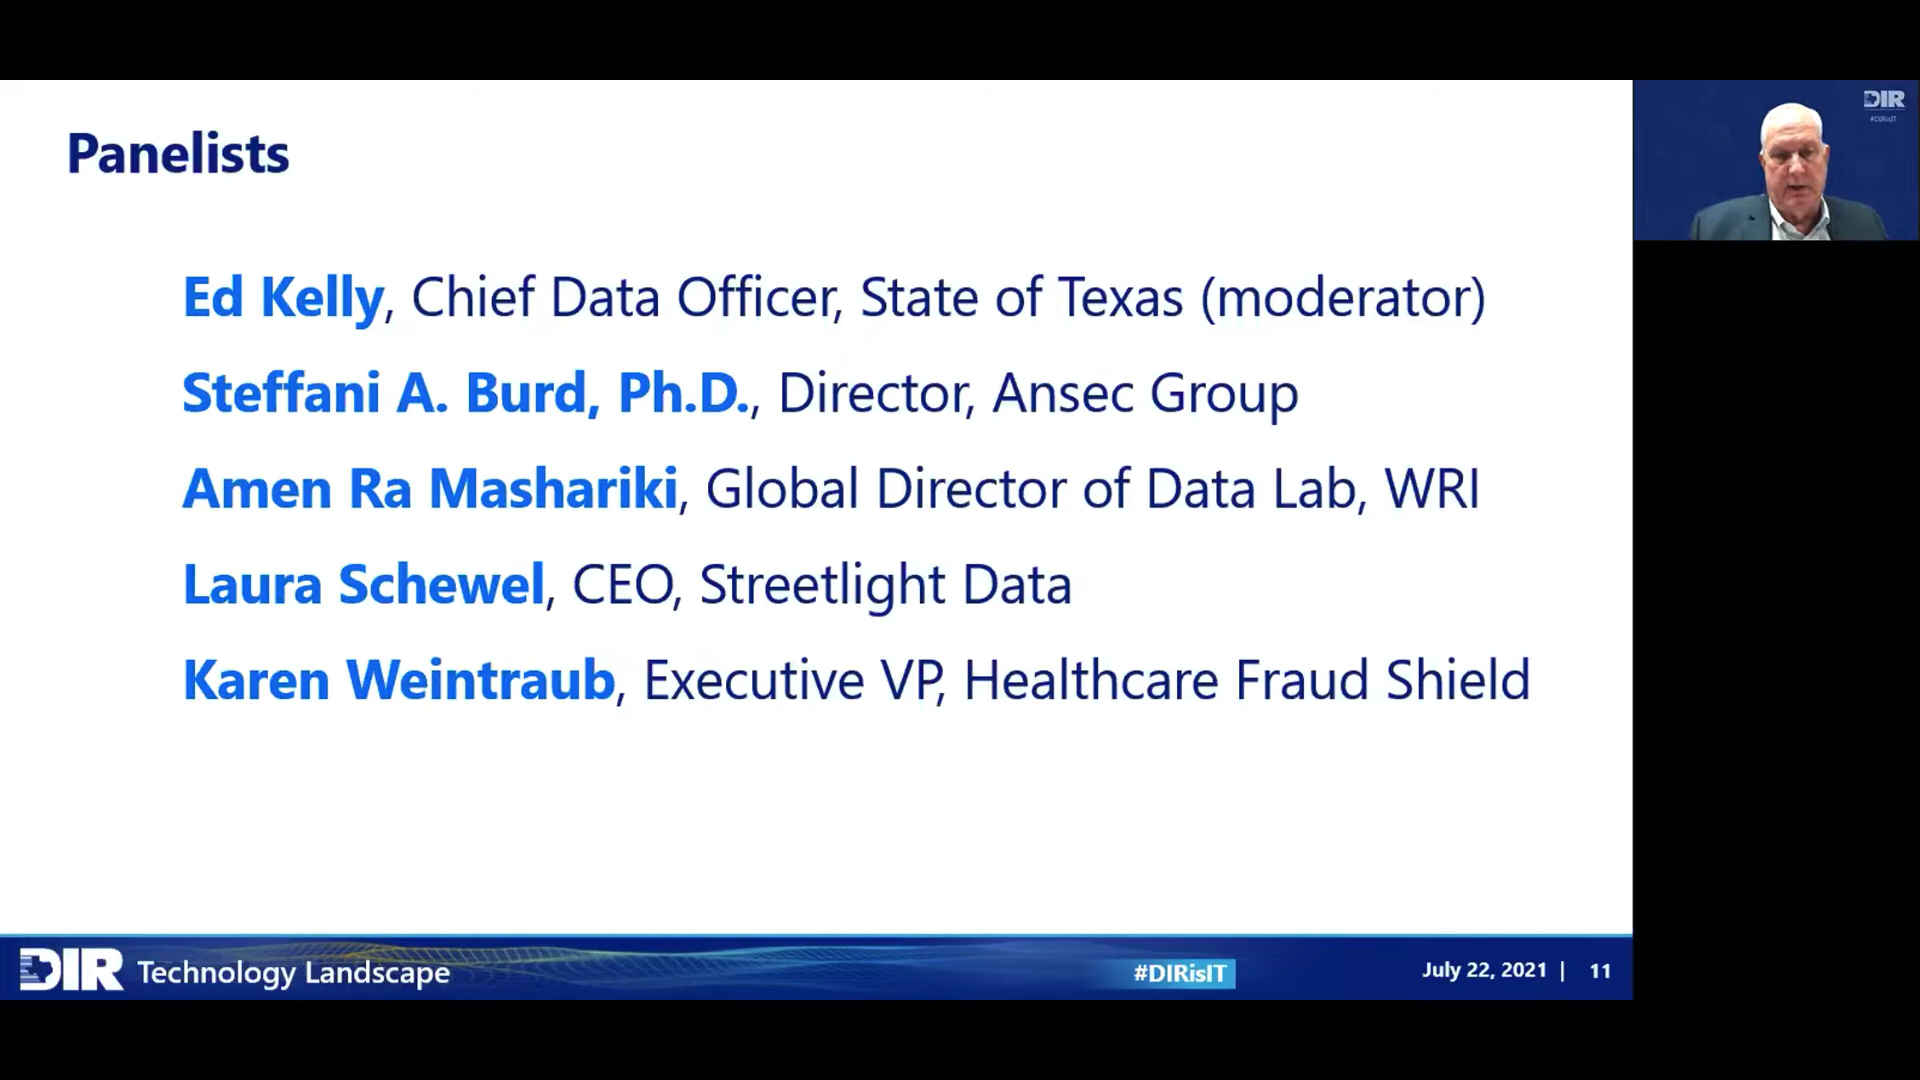 Panelists
Ed Kelly, Chief Data Officer, State of Texas (moderator)
Steffani A. Burd, Ph.D., Director, Ansec Group
Amen Ra Mashariki, Global Director of Data Lab, WRI
Laura Schewel, CEO, Streetlight Data
Karen Weintraub, Executive VP, Healthcare Fraud Shield
DIR
#DIRisIT
DIR Technology Landscape
#DIRisIT
July 22, 2021 | 11